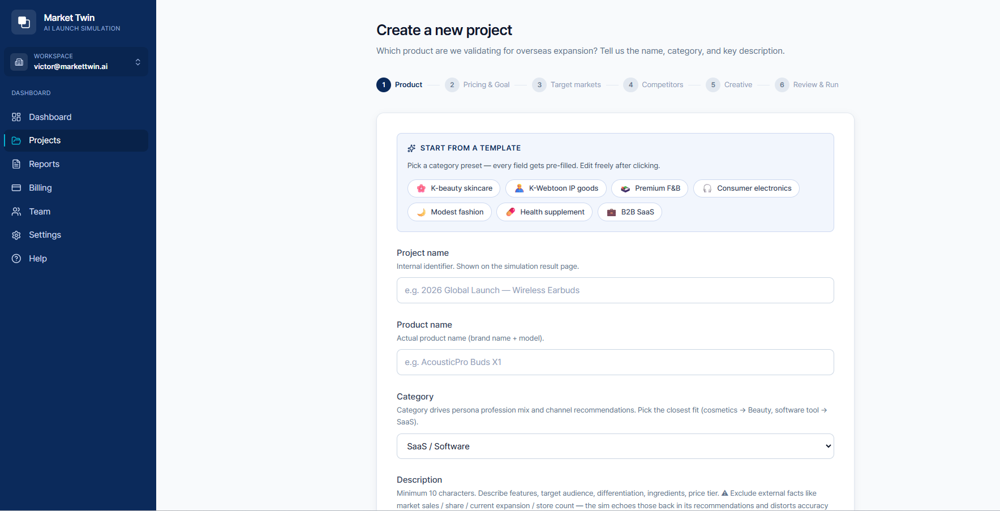 Market Twin
AI LAUNCH SIMULATION
WORKSPACE
victor@markettwin.ai
DASHBOARD
Dashboard
Projects
Reports
Billing
Team
Settings
Help
Create a new project
Which product are we validating for overseas expansion? Tell us the name, category, and key description.
1 Product
2 Pricing & Goal
3 Target markets
4 Competitors
5 Creative
6 Review & Run
START FROM A TEMPLATE
Pick a category preset — every field gets pre-filled. Edit freely after clicking.
K-beauty skincare
K-Webtoon IP goods
Premium F&B
Consumer electronics
Modest fashion
Health supplement
B2B SaaS
Project name
Internal identifier. Shown on the simulation result page.
e.g. 2026 Global Launch — Wireless Earbuds
Product name
Actual product name (brand name + model).
e.g. AcousticPro Buds X1
Category
Category drives persona profession mix and channel recommendations. Pick the closest fit (cosmetics → Beauty, software tool →
SaaS).
SaaS / Software
Description
Minimum 10 characters. Describe features, target audience, differentiation, ingredients, price tier. ⚠ Exclude external facts like
market sales / share / current expansion / store count — the sim echoes those back in its recommendations and distorts accuracy